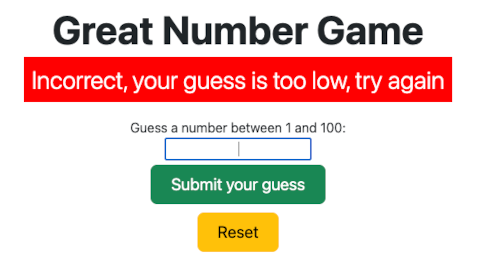 Great Number Game
Incorrect, your guess is too low, try again
Guess a number between 1 and 100:
Submit your guess
Reset